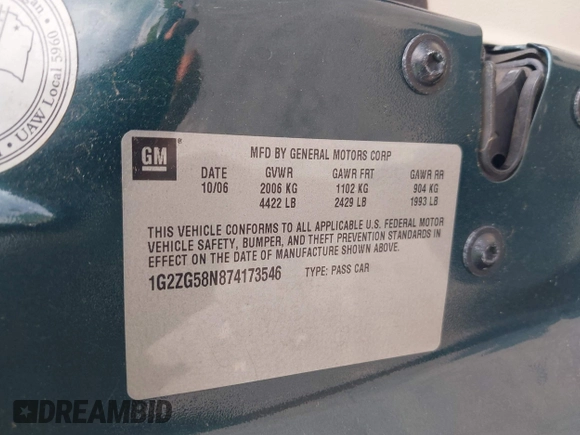 UAW Local 5960
GM
MFD BY GENERAL MOTORS CORP
DATE GVWR GAWR FRT GAWR RR
10/06 2006 KG 1102 KG 904 KG
4422 LB 2429 LB 1993 LB
THIS VEHICLE CONFORMS TO ALL APPLICABLE U.S. FEDERAL MOTOR
VEHICLE SAFETY, BUMPER, AND THEFT PREVENTION STANDARDS IN
EFFECT ON THE DATE OF MANUFACTURE SHOWN ABOVE.
1G2ZG58N874173546 TYPE: PASS CAR
DREAMBID